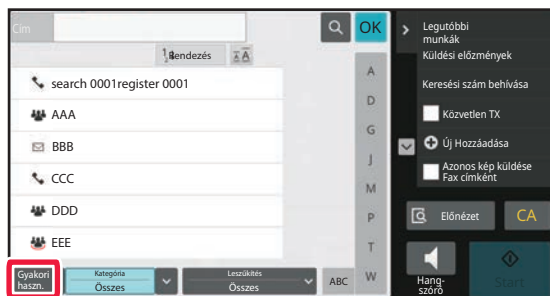 Cím
OK
Rendezés
search 0001register 0001
AAA
BBB
CCC
DDD
EEE
A
D
G
J
M
P
T
W
Gyakori
haszn.
Kategória
Összes
Leszűkítés
Összes
ABC
Legutóbbi
munkák
Küldési előzmények
Keresési szám behívása
Közvetlen TX
Új Hozzáadása
Azonos kép küldése
Fax címként
Előnézet
CA
Hang-
szóró
Start